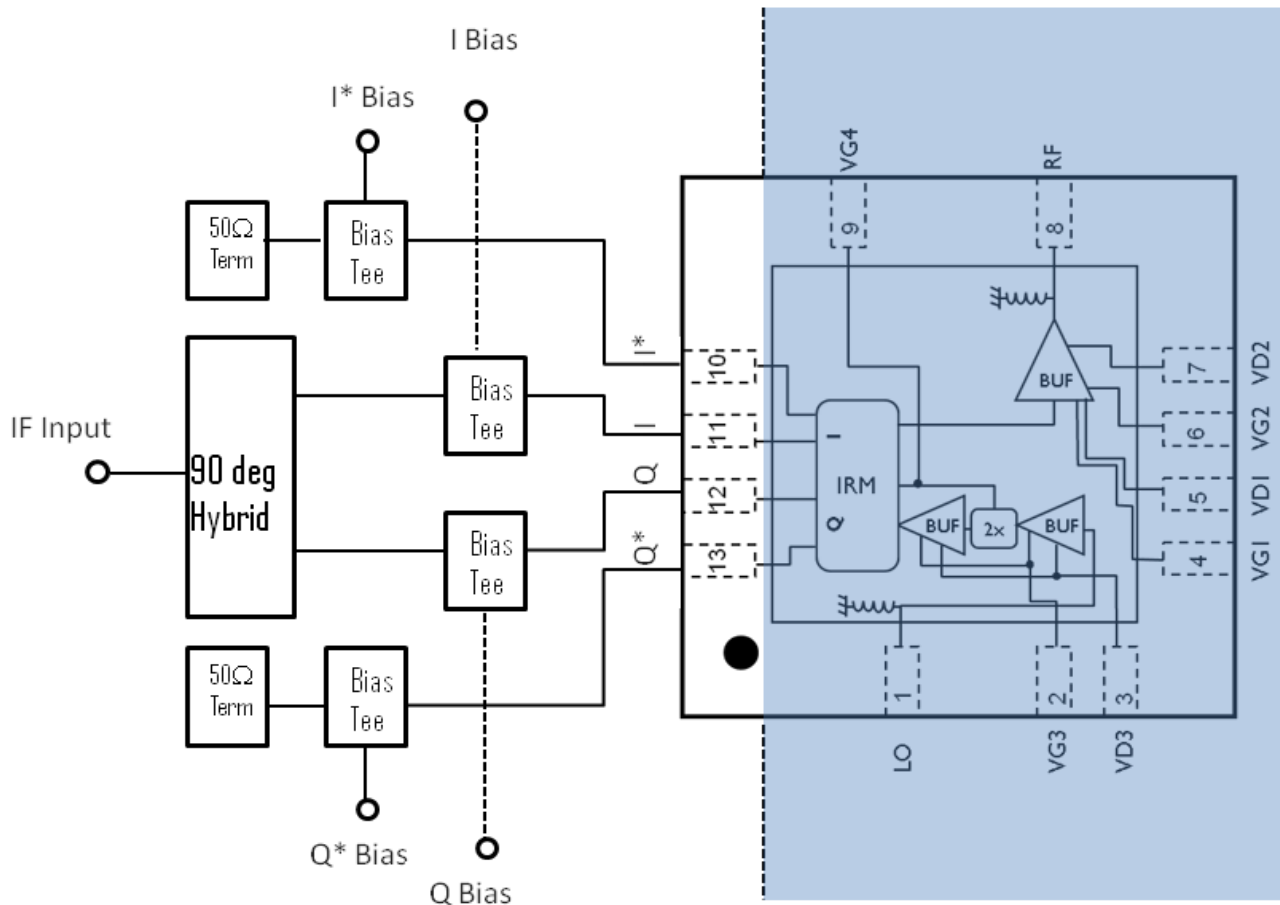 I Bias
I* Bias
VG4
RF
50Ω
Term
Bias
Tee
9
8
I*
10
7
VD2
BUF
IF Input
90 deg
Hybrid
Bias
Tee
I
11
I
6
VG2
Q
12
IRM
5
VD1
Q
BUF
2x
BUF
Bias
Tee
Q*
13
4
VG1
50Ω
Term
Bias
Tee
1
2
3
LO
VG3
VD3
Q* Bias
Q Bias